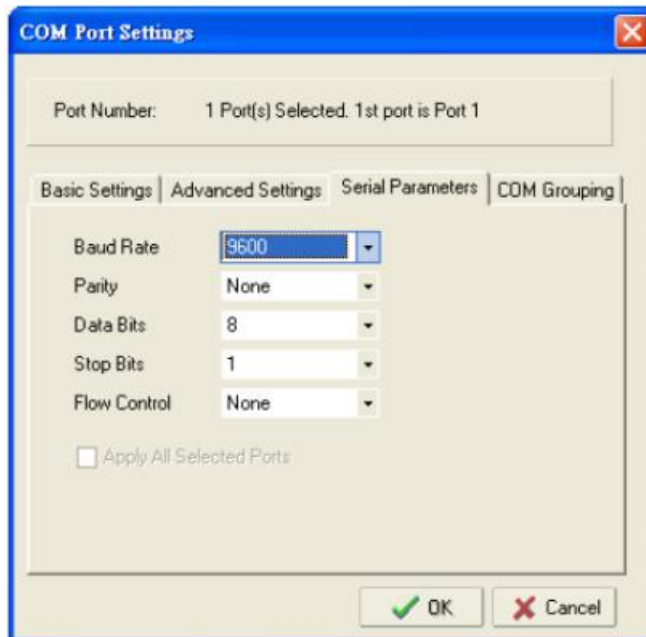 COM Port Settings
Port Number: 1 Port(s) Selected. 1st port is Port 1
Basic Settings Advanced Settings Serial Parameters COM Grouping
Baud Rate 9600
Parity None
Data Bits 8
Stop Bits 1
Flow Control None
Apply All Selected Ports
OK Cancel